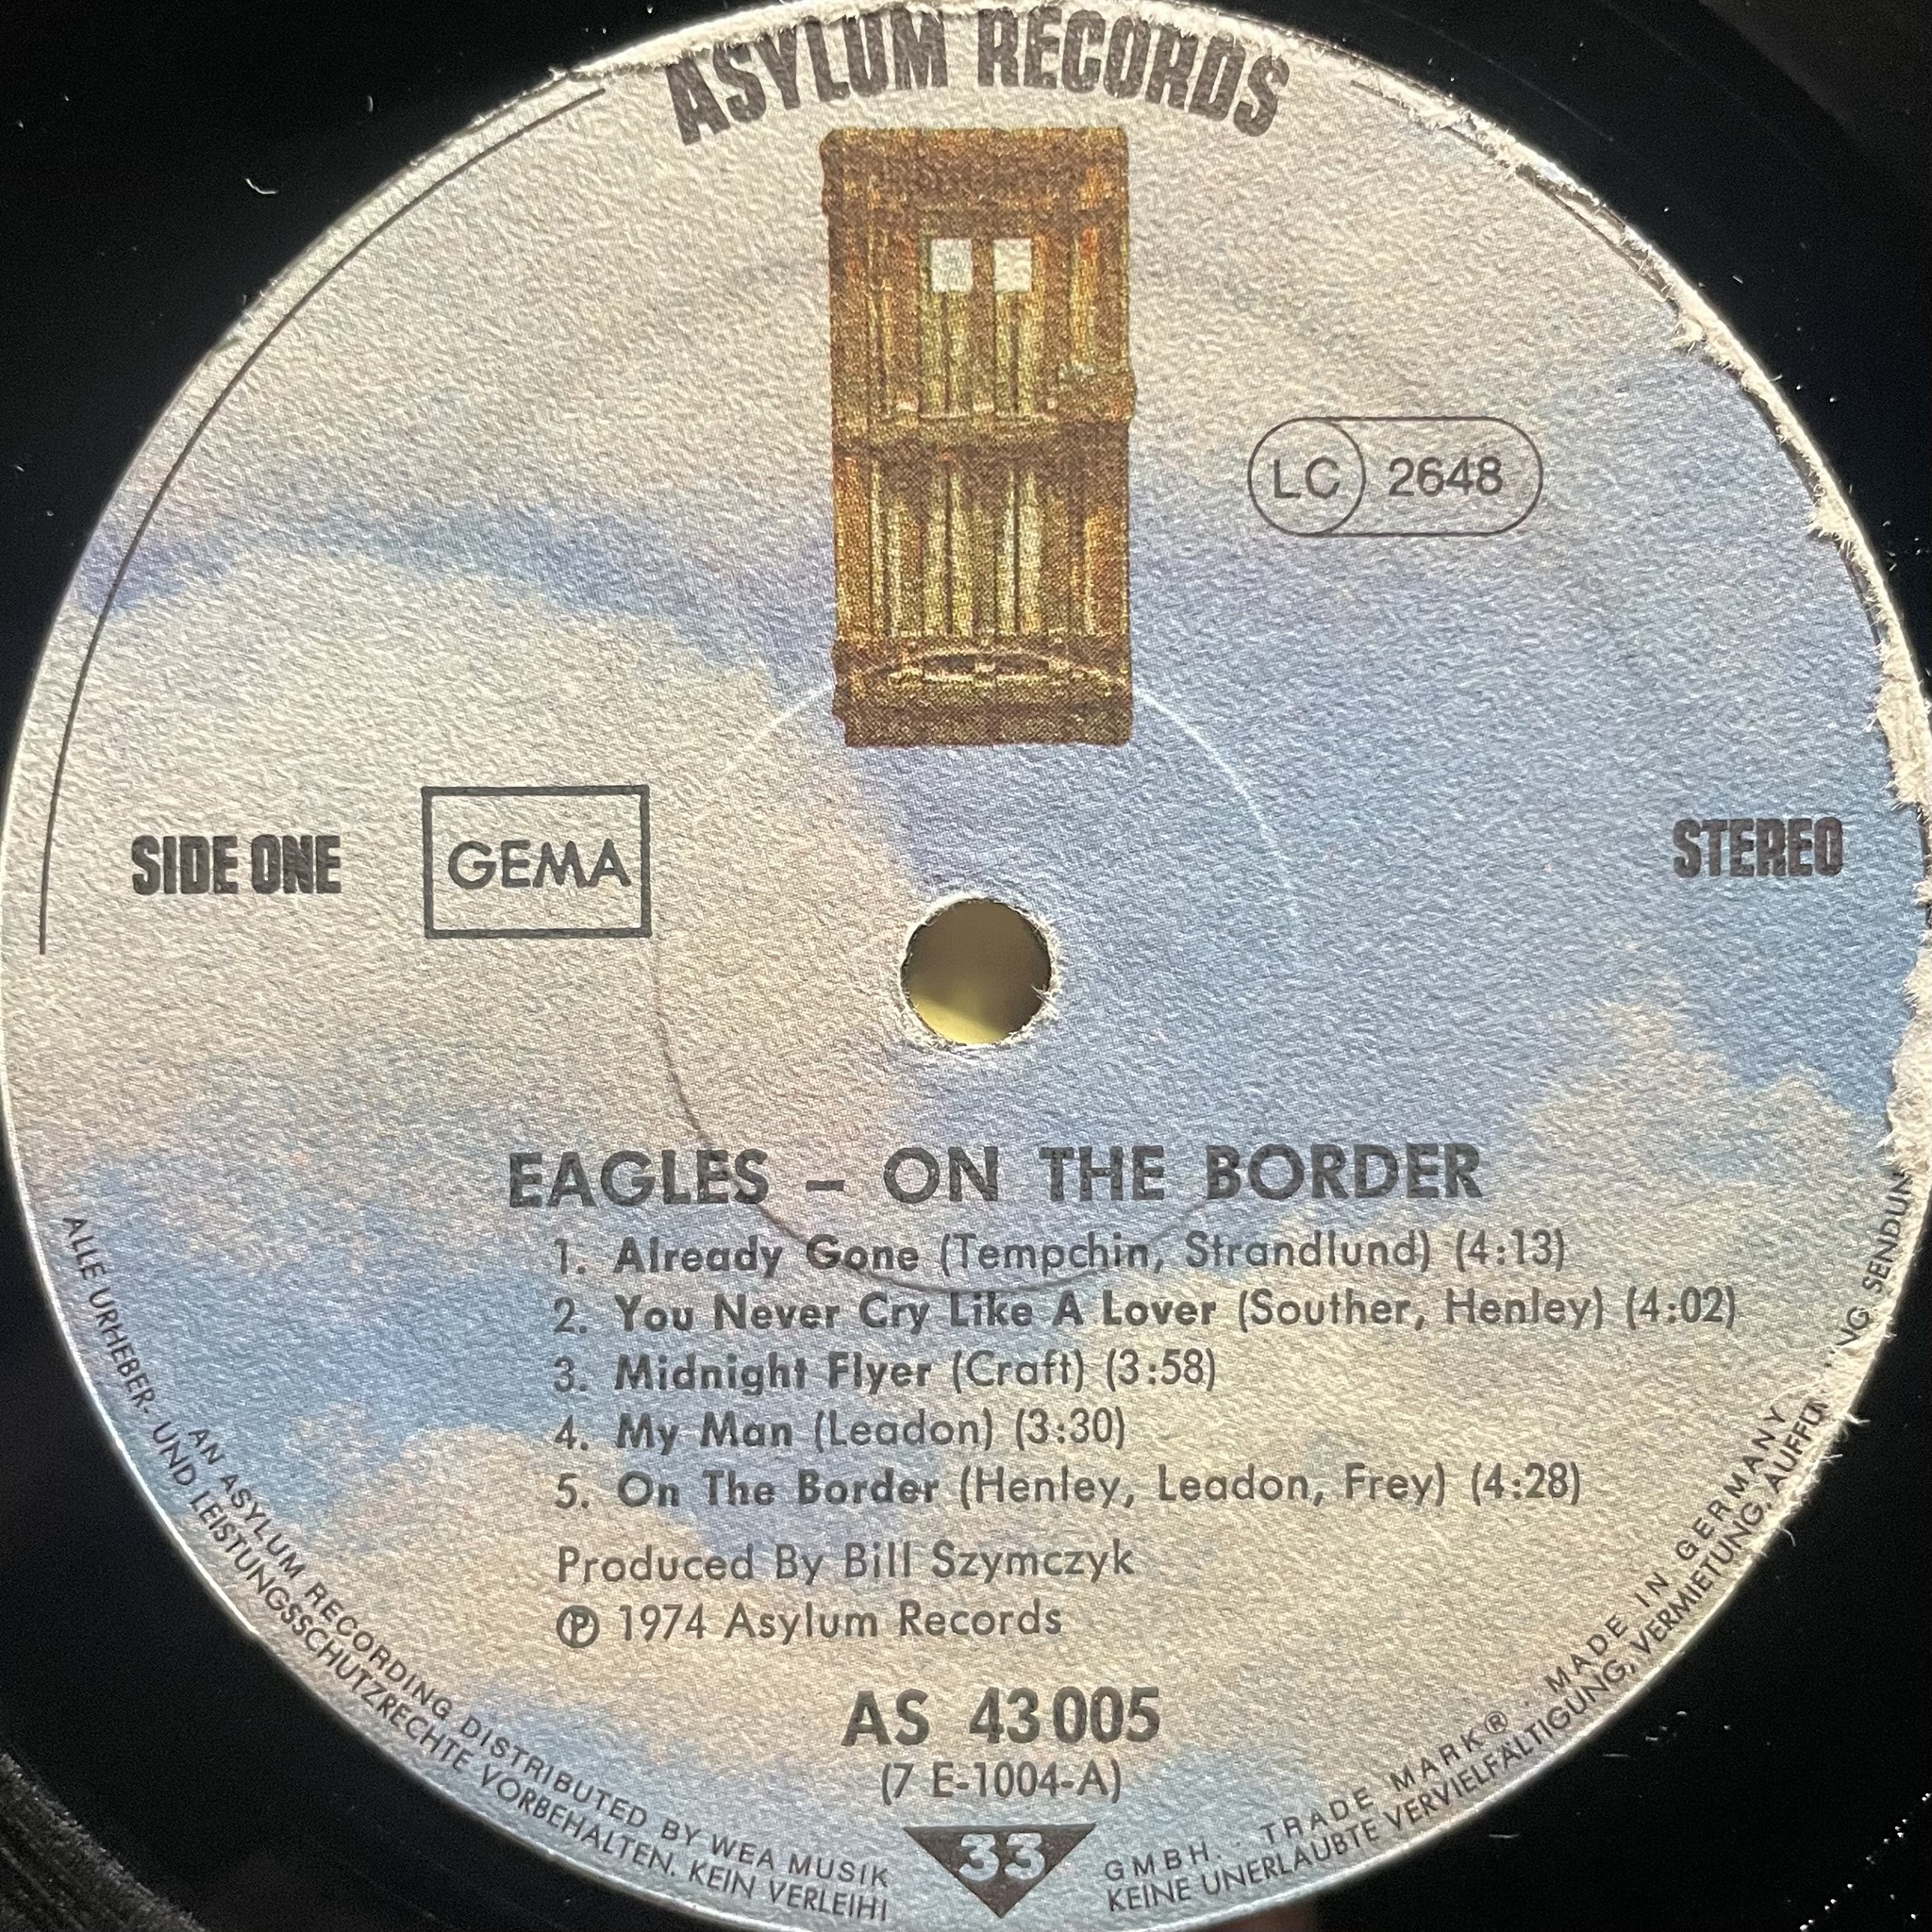 ASYLUM RECORDS
LC 2648
SIDE ONE
GEMA
STEREO
EAGLES – ON THE BORDER
1. Already Gone (Tempchin, Strandlund) (4:13)
2. You Never Cry Like A Lover (Souther, Henley) (4:02)
3. Midnight Flyer (Craft) (3:58)
4. My Man (Leadon) (3:30)
5. On The Border (Henley, Leadon, Frey) (4:28)
Produced By Bill Szymczyk
℗ 1974 Asylum Records
AS 43 005
(7 E-1004-A)
33
AN ASYLUM RECORDING DISTRIBUTED BY WEA MUSIK GMBH. TRADE MARK® . MADE IN GERMANY
ALLE URHEBER- UND LEISTUNGSSCHUTZRECHTE VORBEHALTEN. KEIN VERLEIH! KEINE UNERLAUBTE VERVIELFÄLTIGUNG, VERMIETUNG,